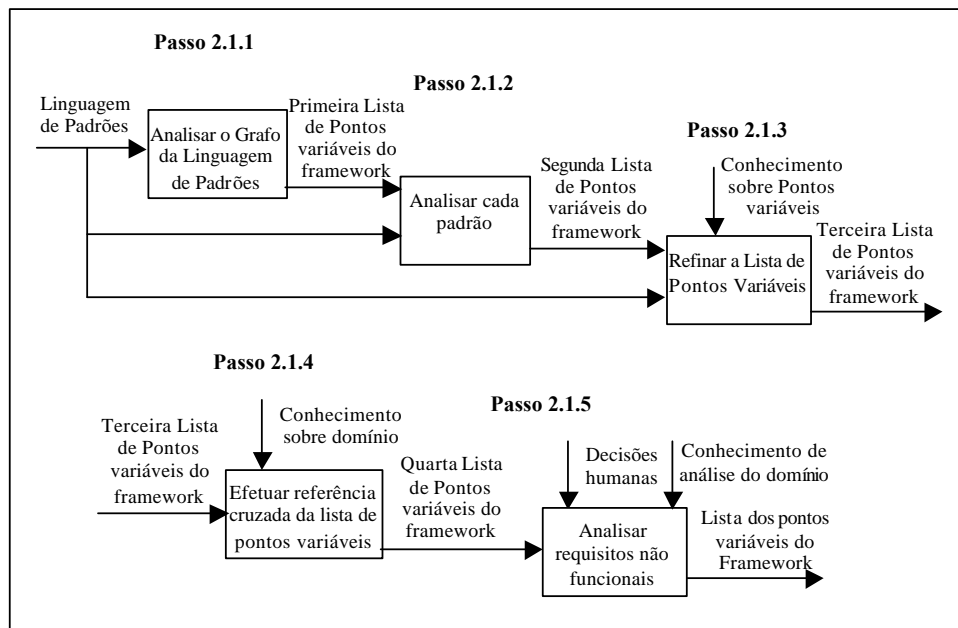 Passo 2.1.1
Passo 2.1.2
Linguagem
de Padrões
Analisar o Grafo
da Linguagem
de Padrões
Primeira Lista
de Pontos
variáveis do
framework
Passo 2.1.3
Analisar cada
padrão
Segunda Lista
de Pontos
variáveis do
framework
Conhecimento
sobre Pontos
variáveis
Refinar a Lista de
Pontos Variáveis
Terceira Lista
de Pontos
variáveis do
framework
Passo 2.1.4
Passo 2.1.5
Terceira Lista
de Pontos
variáveis do
framework
Conhecimento
sobre domínio
Efetuar referência
cruzada da lista de
pontos variáveis
Quarta Lista
de Pontos
variáveis do
framework
Decisões
humanas
Conhecimento de
análise do domínio
Analisar
requisitos não
funcionais
Lista dos pontos
variáveis do
Framework